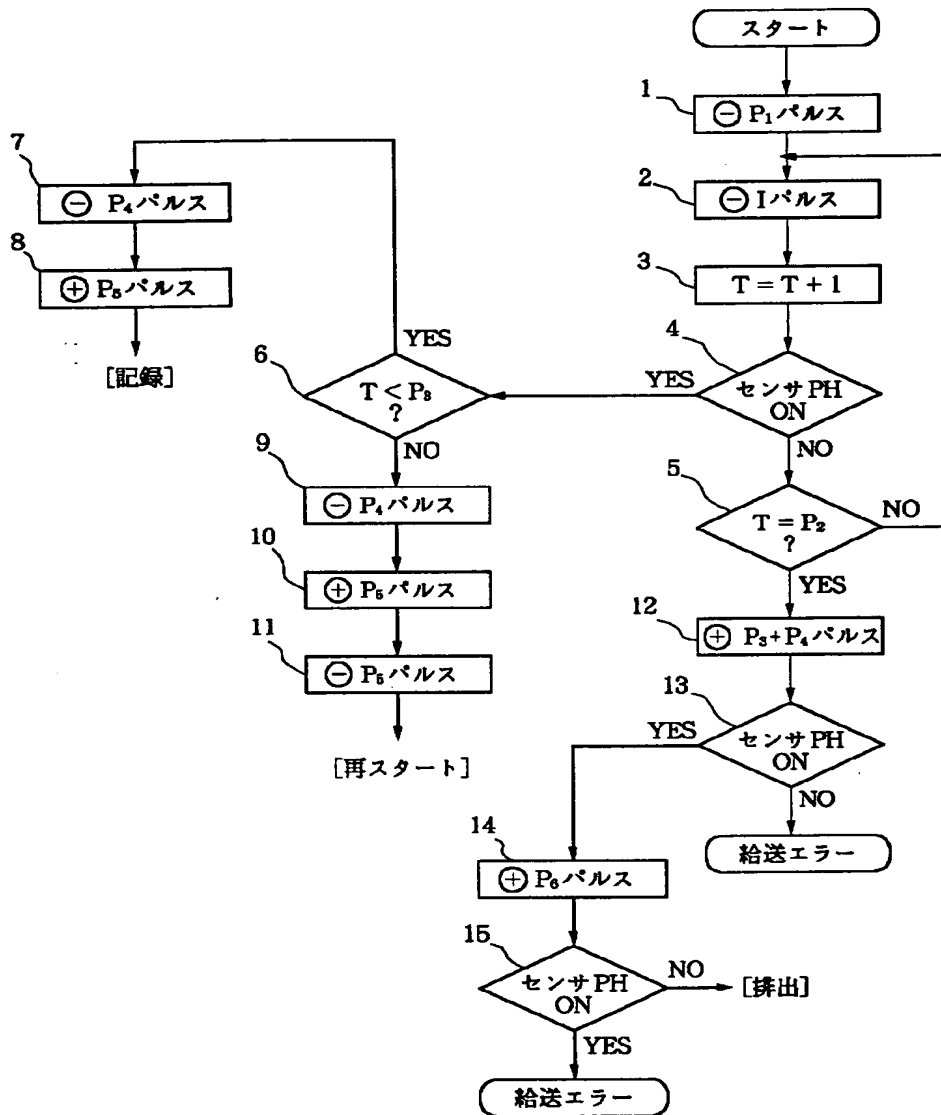 スタート
1
⊖ P₁パルス
2
⊖ Iパルス
3
T = T + 1
4
センサPH
ON
YES
NO
5
T = P₂
?
NO
YES
6
T < P₃
?
YES
NO
7
⊖ P₄パルス
8
⊕ P₅パルス
[記録]
9
⊖ P₄パルス
10
⊕ P₅パルス
11
⊖ P₅パルス
[再スタート]
12
⊕ P₃+P₄パルス
13
センサPH
ON
YES
NO
給送エラー
14
⊕ P₆パルス
15
センサPH
ON
NO
[排出]
YES
給送エラー